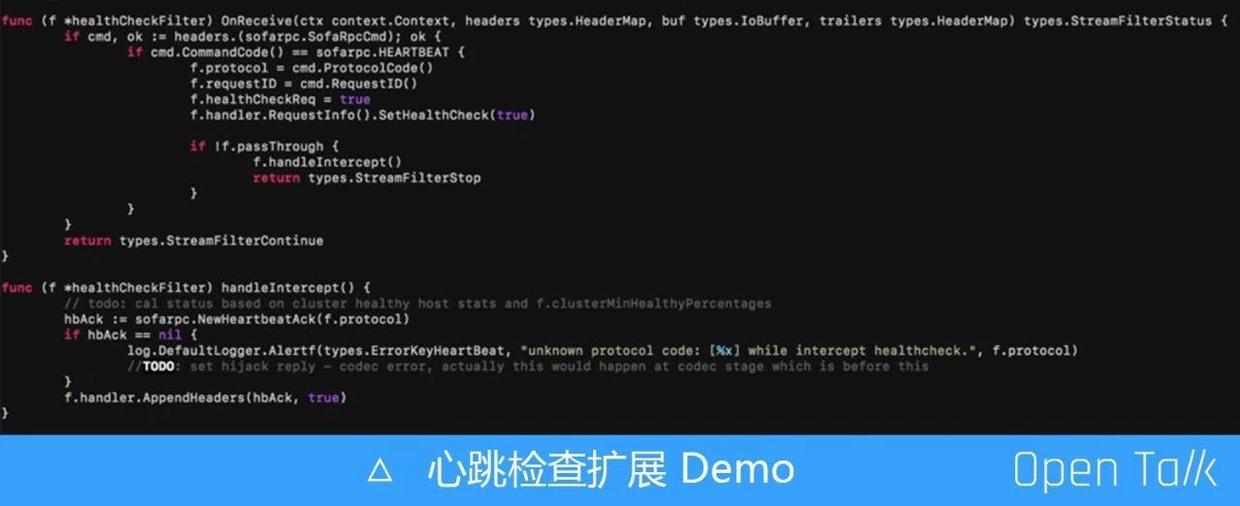 func (f *healthCheckFilter) OnReceive(ctx context.Context, headers types.HeaderMap, buf types.IoBuffer, trailers types.HeaderMap) types.StreamFilterStatus {
if cmd, ok := headers.(sofarpc.SofaRpcCmd); ok {
if cmd.CommandCode() == sofarpc.HEARTBEAT {
f.protocol = cmd.ProtocolCode()
f.requestID = cmd.RequestID()
f.healthCheckReq = true
f.handler.RequestInfo().SetHealthCheck(true)
if !f.passThrough {
f.handleIntercept()
return types.StreamFilterStop
}
}
}
return types.StreamFilterContinue
}
func (f *healthCheckFilter) handleIntercept() {
// todo: cal status based on cluster healthy host stats and f.clusterMinHealthyPercentages
hbAck := sofarpc.NewHeartbeatAck(f.protocol)
if hbAck == nil {
log.DefaultLogger.Alertf(types.ErrorKeyHeartBeat, "unknown protocol code: [%x] while intercept healthcheck.", f.protocol)
//TODO: set hijack reply - codec error, actually this would happen at codec stage which is before this
}
f.handler.AppendHeaders(hbAck, true)
}
△ 心跳检查扩展 Demo
Open Talk